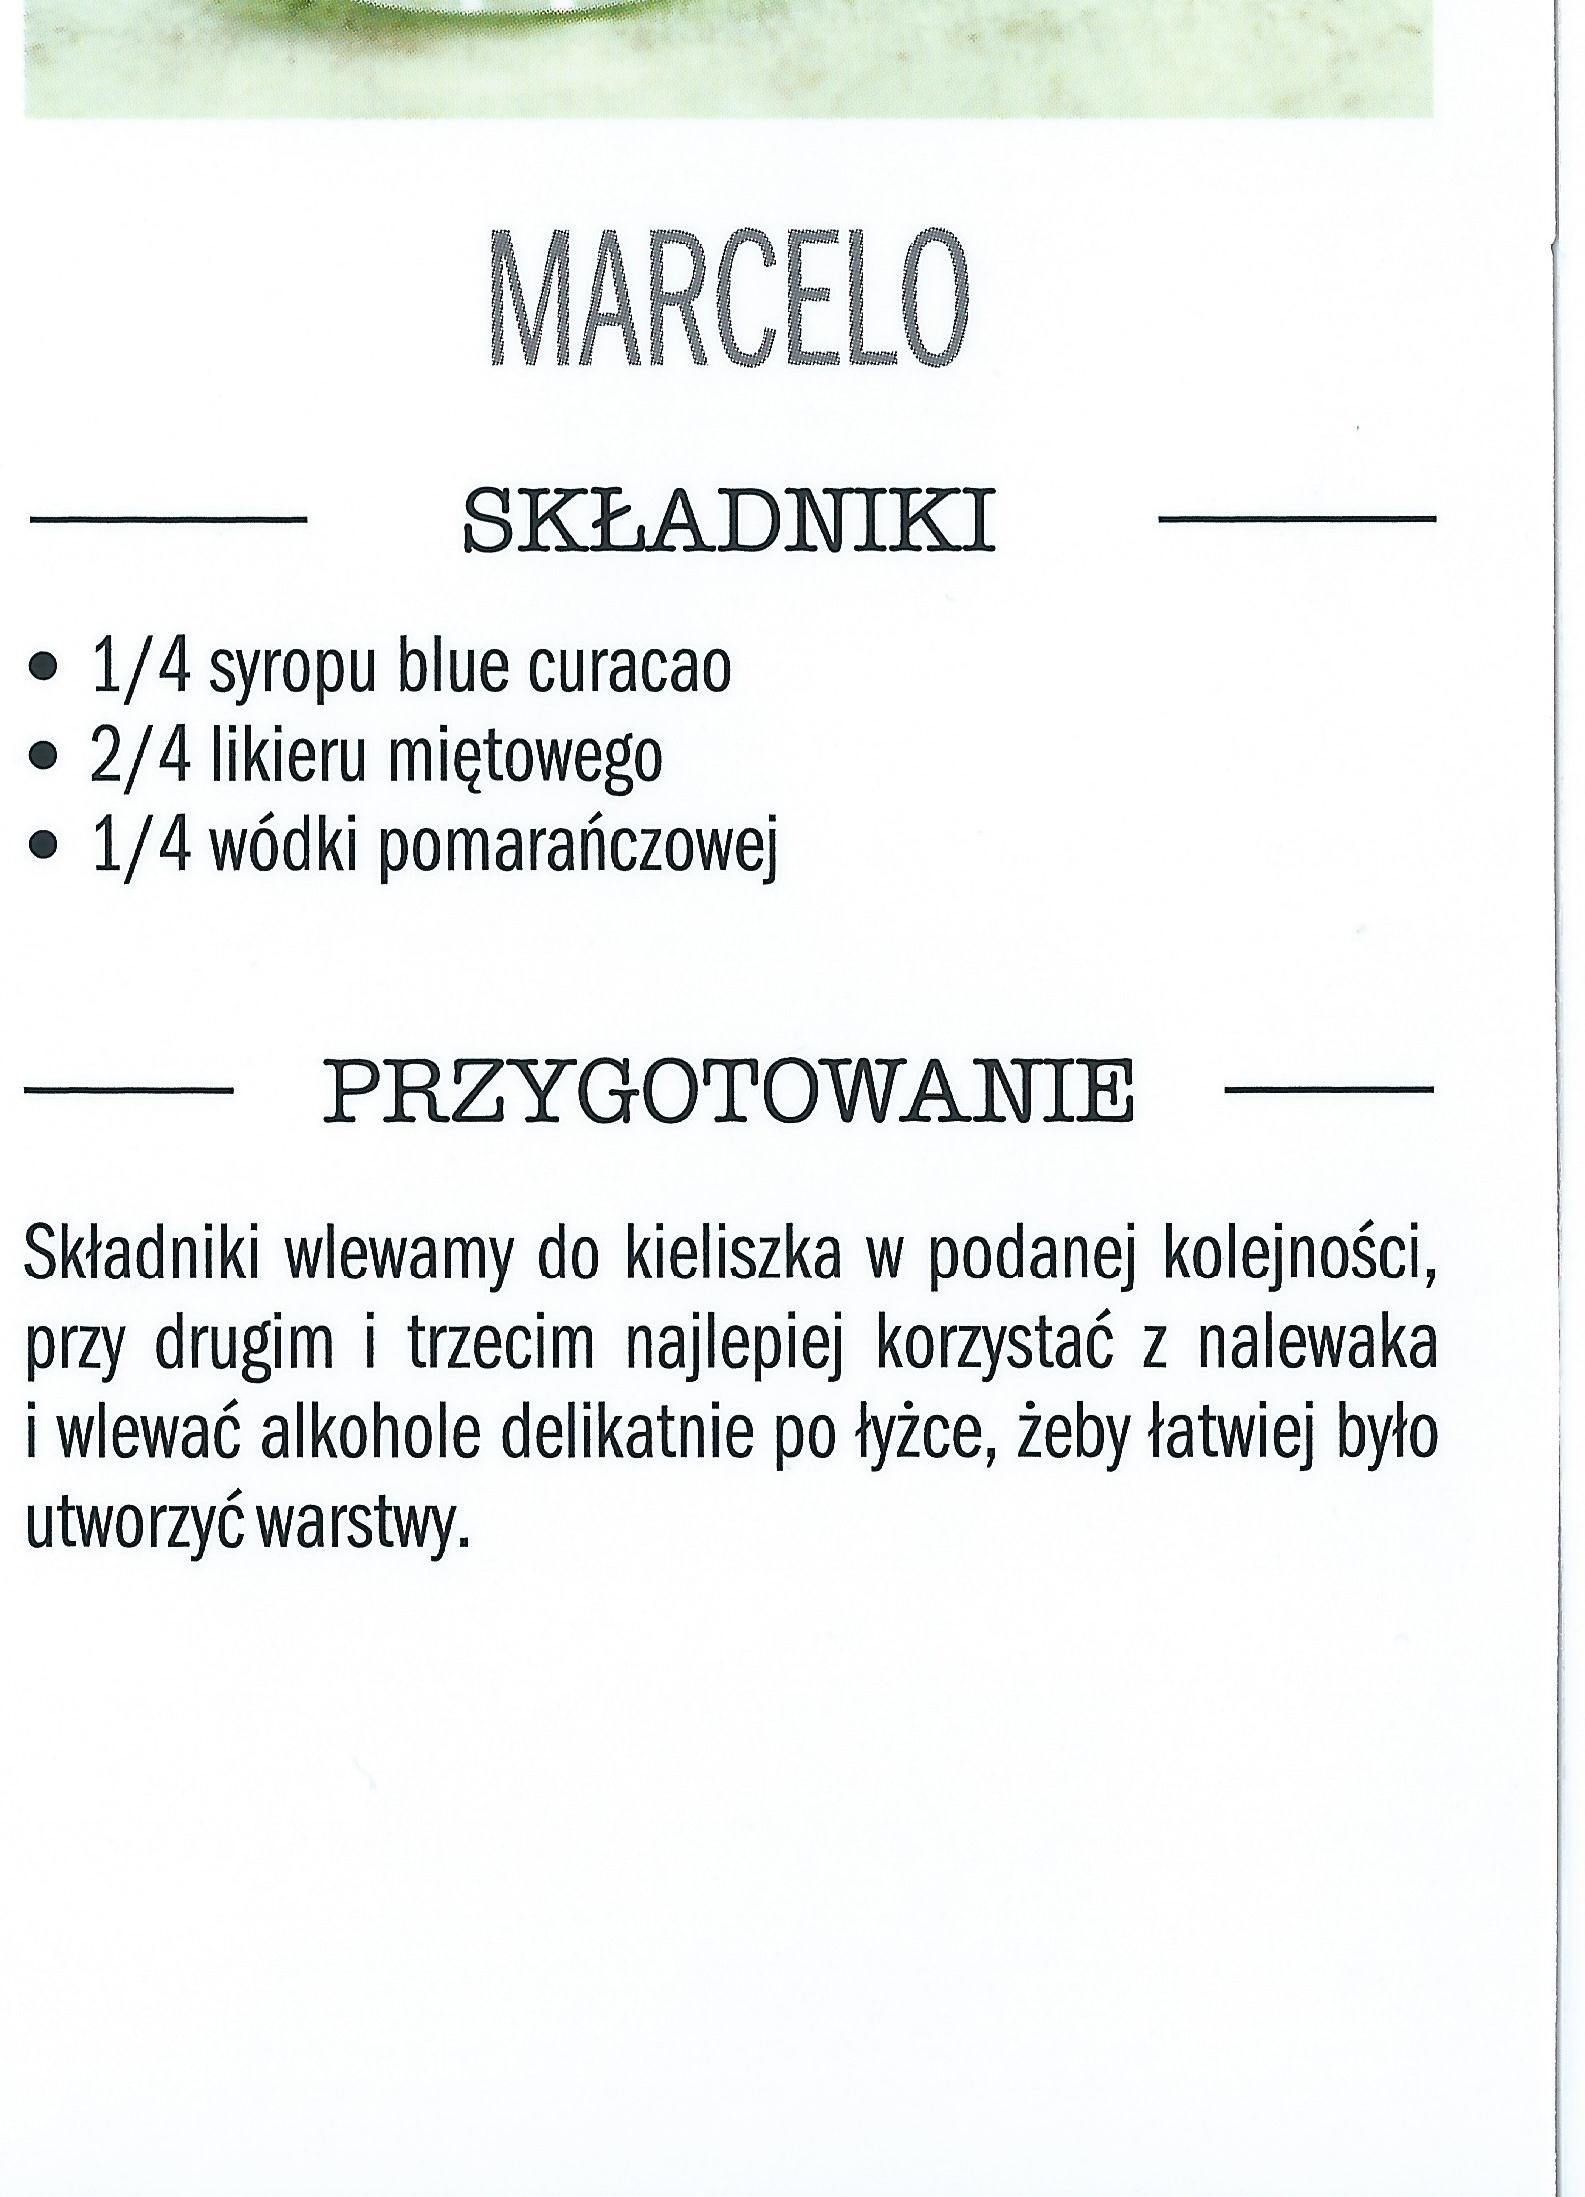 MARCELO
SKŁADNIKI
• 1/4 syropu blue curacao
• 2/4 likieru miętowego
• 1/4 wódki pomarańczowej
PRZYGOTOWANIE
Składniki wlewamy do kieliszka w podanej kolejności,
przy drugim i trzecim najlepiej korzystać z nalewaka
i wlewać alkohole delikatnie po łyżce, żeby łatwiej było
utworzyć warstwy.